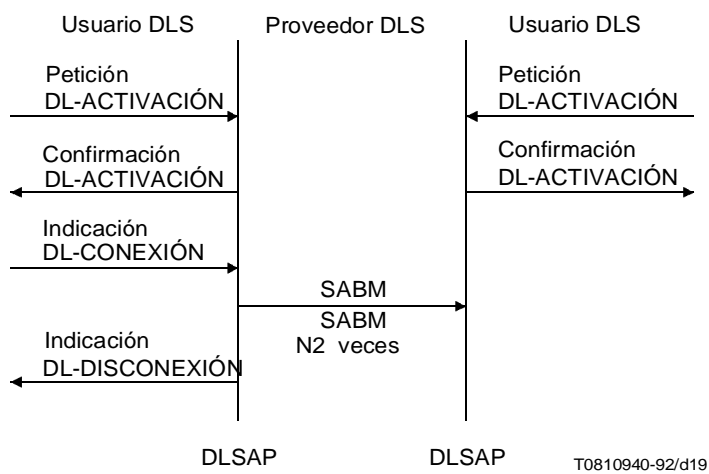 Usuario DLS Proveedor DLS Usuario DLS
Petición Petición
DL-ACTIVACIÓN DL-ACTIVACIÓN
Confirmación Confirmación
DL-ACTIVACIÓN DL-ACTIVACIÓN
Indicación
DL-CONEXIÓN
SABM
SABM
N2 veces
Indicación
DL-DISCONEXIÓN
DLSAP DLSAP T0810940-92/d19